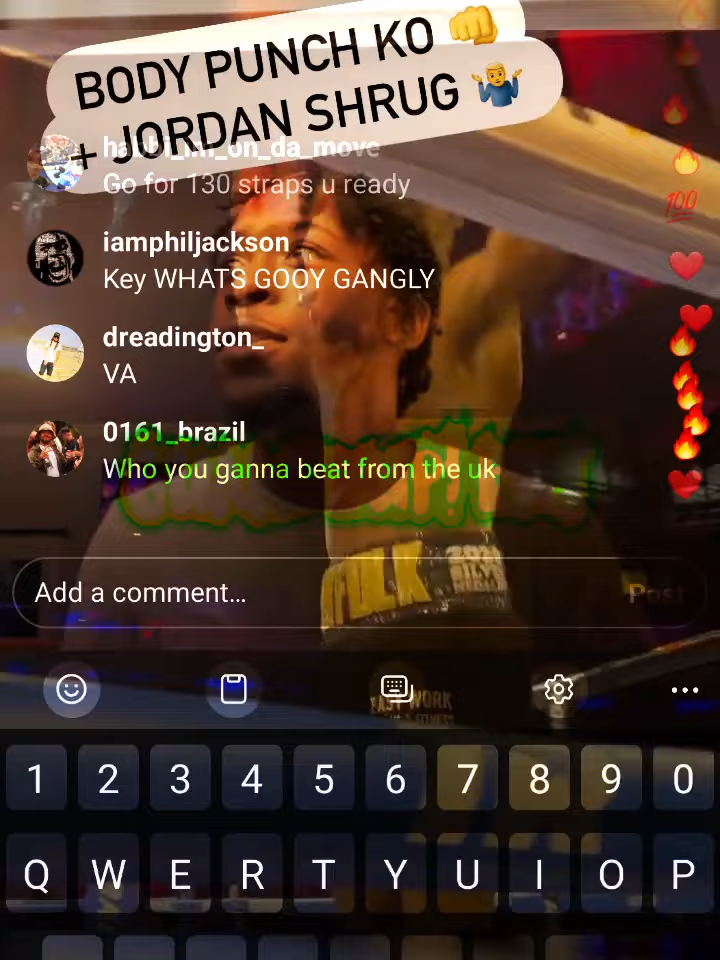 BODY PUNCH KO 👊
+ JORDAN SHRUG 🤷‍♂️
Go for 130 straps u ready
iamphiljackson
Key WHATS GOOY GANGLY
dreadington_
VA
0161_brazil
Who you ganna beat from the uk
Add a comment…
Post
WORK
1 2 3 4 5 6 7 8 9 0
Q W E R T Y U I O P